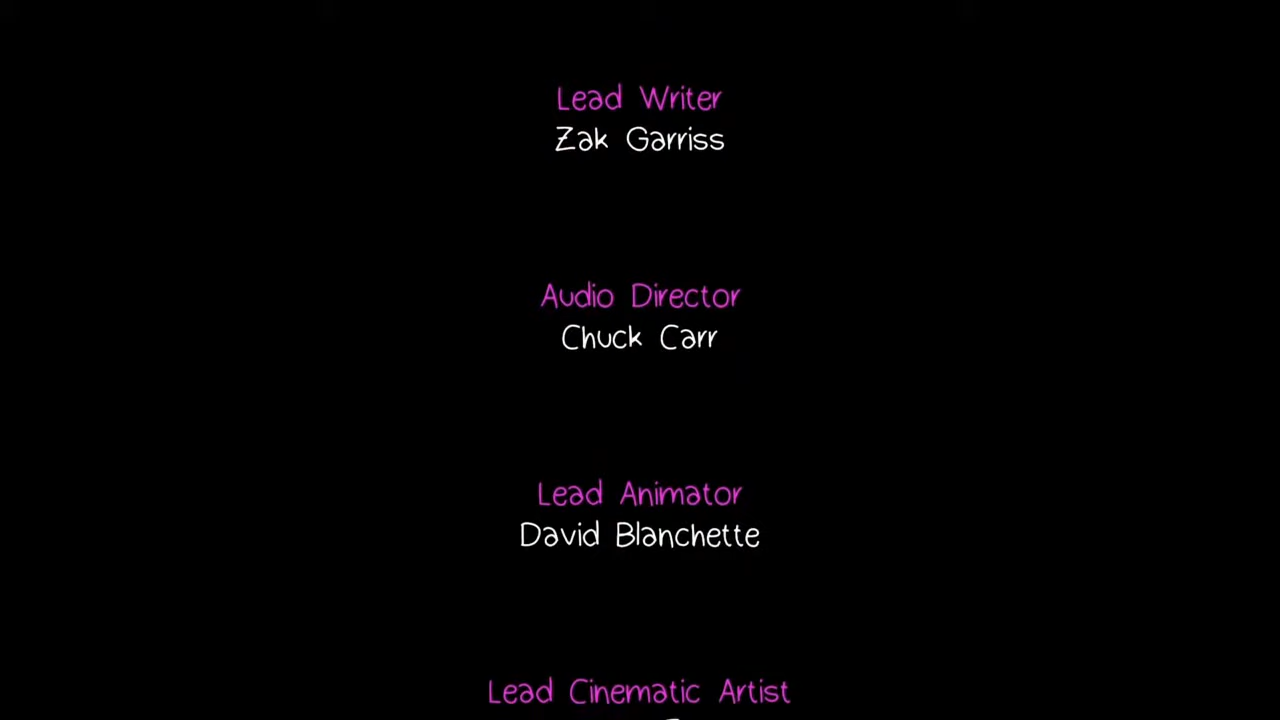 Lead Writer
Zak Garriss
Audio Director
Chuck Carr
Lead Animator
David Blanchette
Lead Cinematic Artist